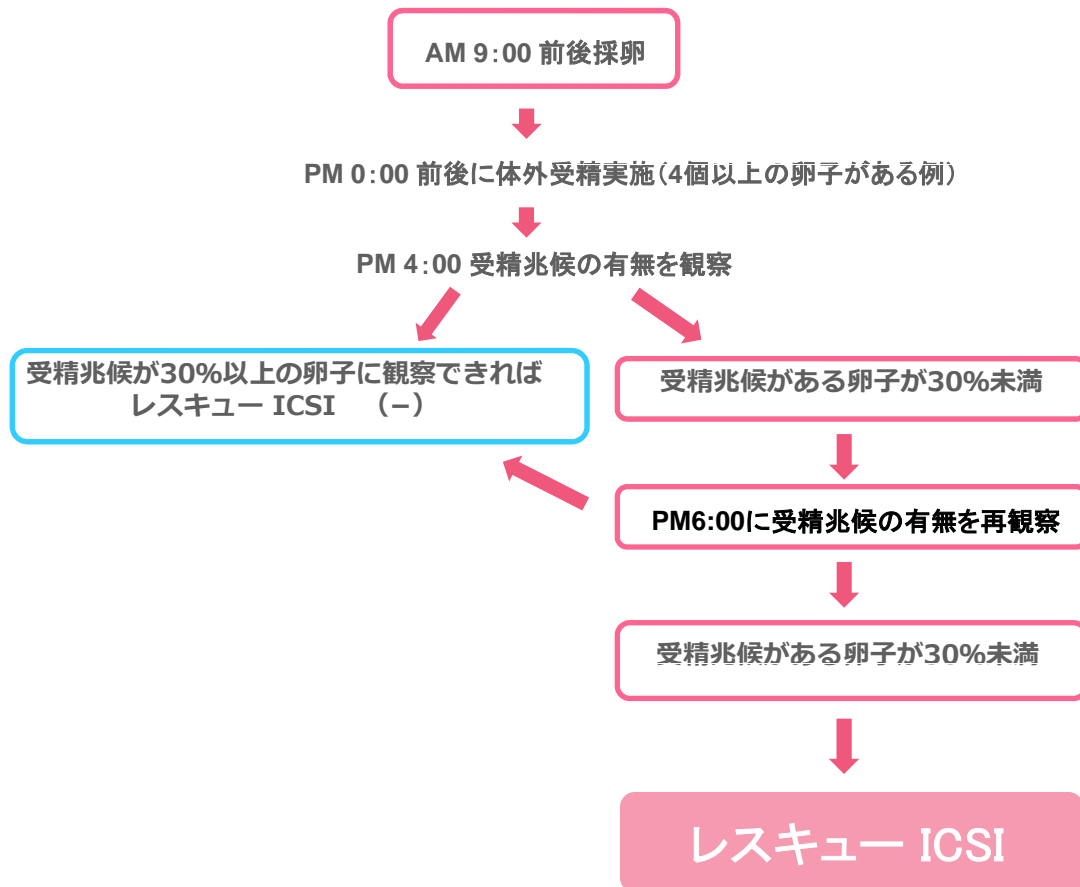 AM 9:00 前後採卵
PM 0:00 前後に体外受精実施（4個以上の卵子がある例）
PM 4:00 受精兆候の有無を観察
受精兆候が30%以上の卵子に観察できれば
レスキュー ICSI （−）
受精兆候がある卵子が30%未満
PM6:00に受精兆候の有無を再観察
受精兆候がある卵子が30%未満
レスキュー ICSI